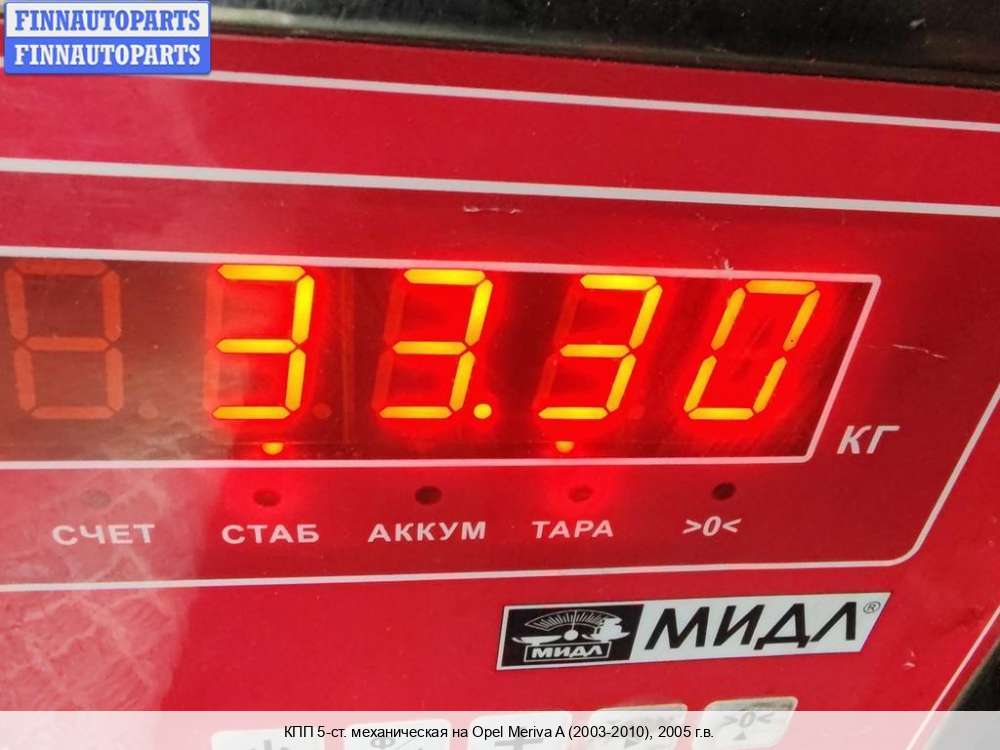 FINNAUTOPARTS
FINNAUTOPARTS
33.30
КГ
СЧЕТ СТАБ АККУМ ТАРА >0<
МИДЛ МИДЛ®
>0<
КПП 5-ст. механическая на Opel Meriva A (2003-2010), 2005 г.в.